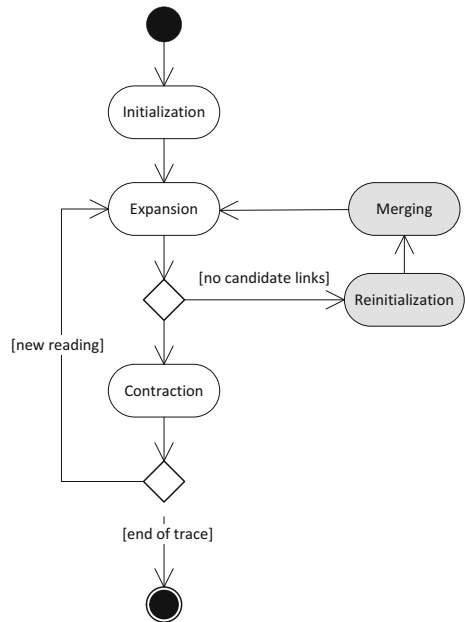 Initialization
Expansion
Merging
[no candidate links]
Reinitialization
[new reading]
Contraction
[end of trace]